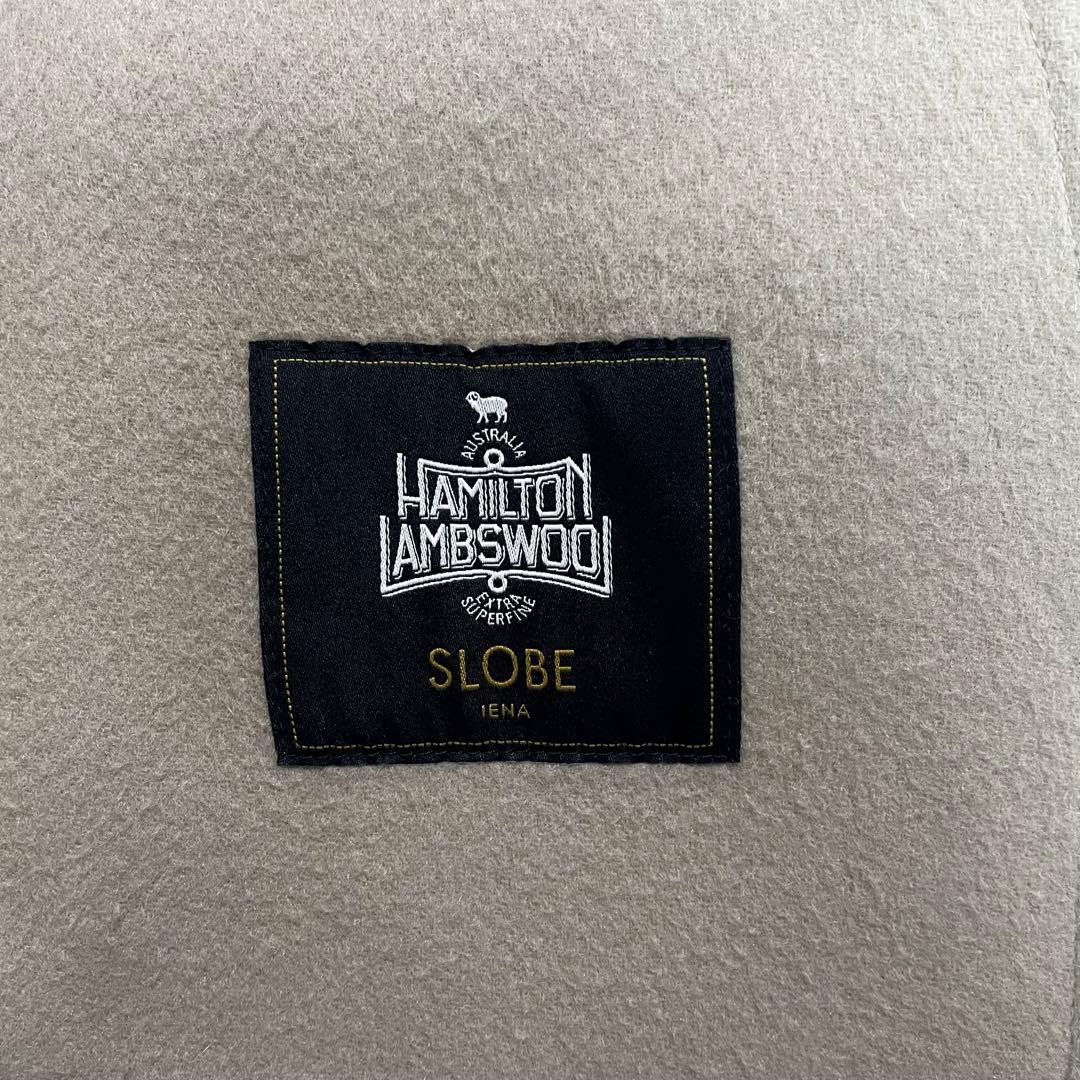 AUSTRALIA
HAMILTON
LAMBSWOOL
EXTRA
SUPERFINE
SLOBE
IENA